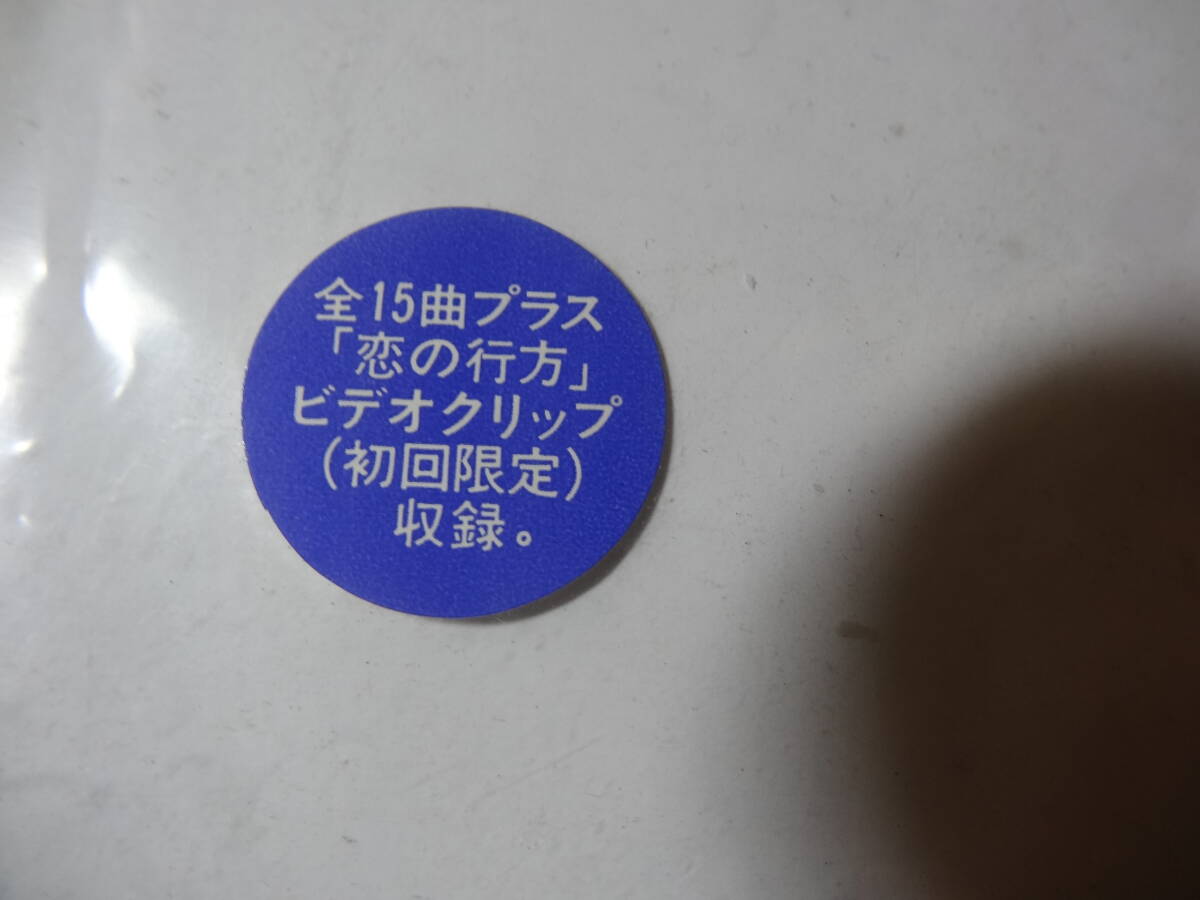 全15曲プラス
「恋の行方」
ビデオクリップ
(初回限定)
収録。